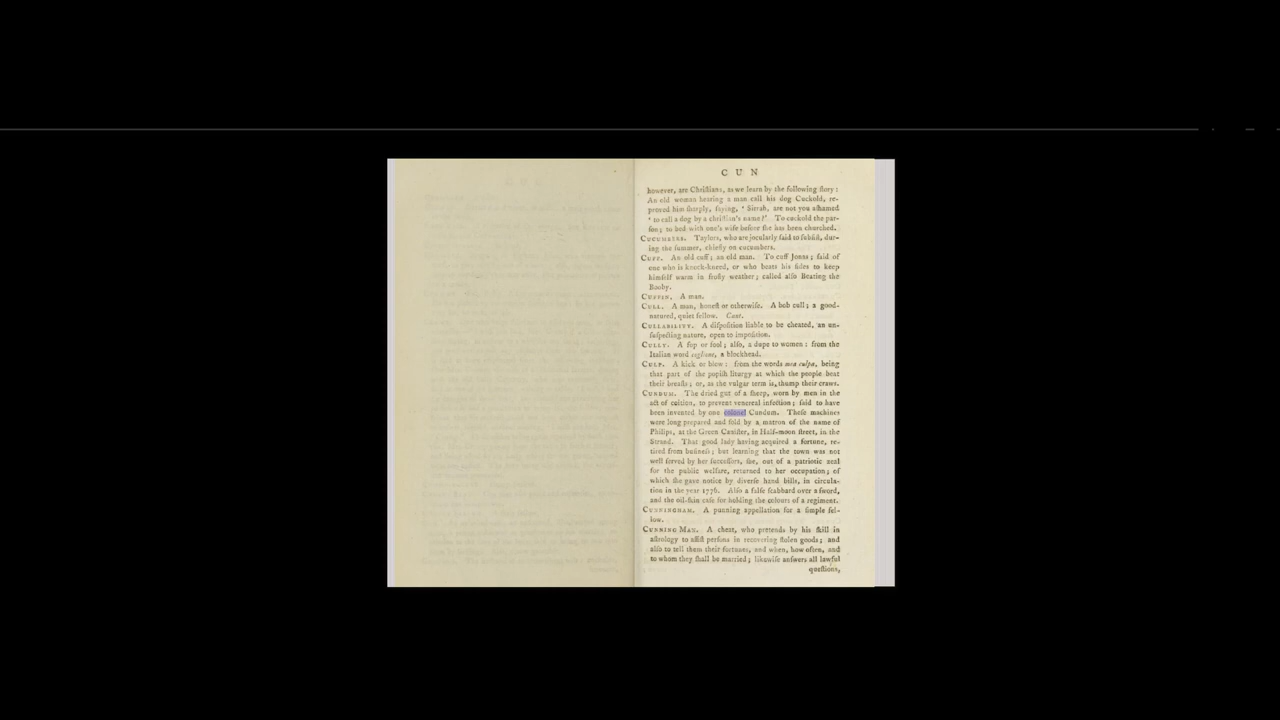 C U N
however, are Chriſtians, as we learn by the following ſtory:
An old woman hearing a man call his dog Cuckold, re-
proved him ſharply, ſaying, ‘ Sirrah, are not you aſhamed
‘ to call a dog by a chriſtian's name?’ To cuckold the par-
ſon; to bed with one's wife before ſhe has been churched.
CUCUMBERS. Taylors, who are jocularly ſaid to ſubſiſt, dur-
ing the ſummer, chiefly on cucumbers.
CUFF. An old cuff; an old man. To cuff Jonas; ſaid of
one who is knock-kneed, or who beats his ſides to keep
himſelf warm in froſty weather; called alſo Beating the
Booby.
CUFFIN. A man.
CULL. A man, honeſt or otherwiſe. A bob cull; a good-
natured, quiet fellow. Cant.
CULLABILITY. A diſpoſition liable to be cheated, an un-
ſuſpecting nature, open to impoſition.
CULLY. A fop or fool; alſo, a dupe to women: from the
Italian word coglione, a blockhead.
CULP. A kick or blow: from the words mea culpa, being
that part of the popiſh liturgy at which the people beat
their breaſts; or, as the vulgar term is, thump their craws.
CUNDUM. The dried gut of a ſheep, worn by men in the
act of coition, to prevent venereal infection; ſaid to have
been invented by one colonel Cundum. Theſe machines
were long prepared and ſold by a matron of the name of
Philips, at the Green Caniſter, in Half-moon ſtreet, in the
Strand. That good lady having acquired a fortune, re-
tired from buſineſs; but learning that the town was not
well ſerved by her ſucceſſors, ſhe, out of a patriotic zeal
for the public welfare, returned to her occupation; of
which ſhe gave notice by diverſe hand bills, in circula-
tion in the year 1776. Alſo a falſe ſcabbard over a ſword,
and the oil-ſkin caſe for holding the colours of a regiment.
CUNNINGHAM. A punning appellation for a ſimple fel-
low.
CUNNING MAN. A cheat, who pretends by his ſkill in
aſtrology to aſſiſt perſons in recovering ſtolen goods; and
alſo to tell them their fortunes, and when, how often, and
to whom they ſhall be married; likewiſe anſwers all lawful
queſtions,